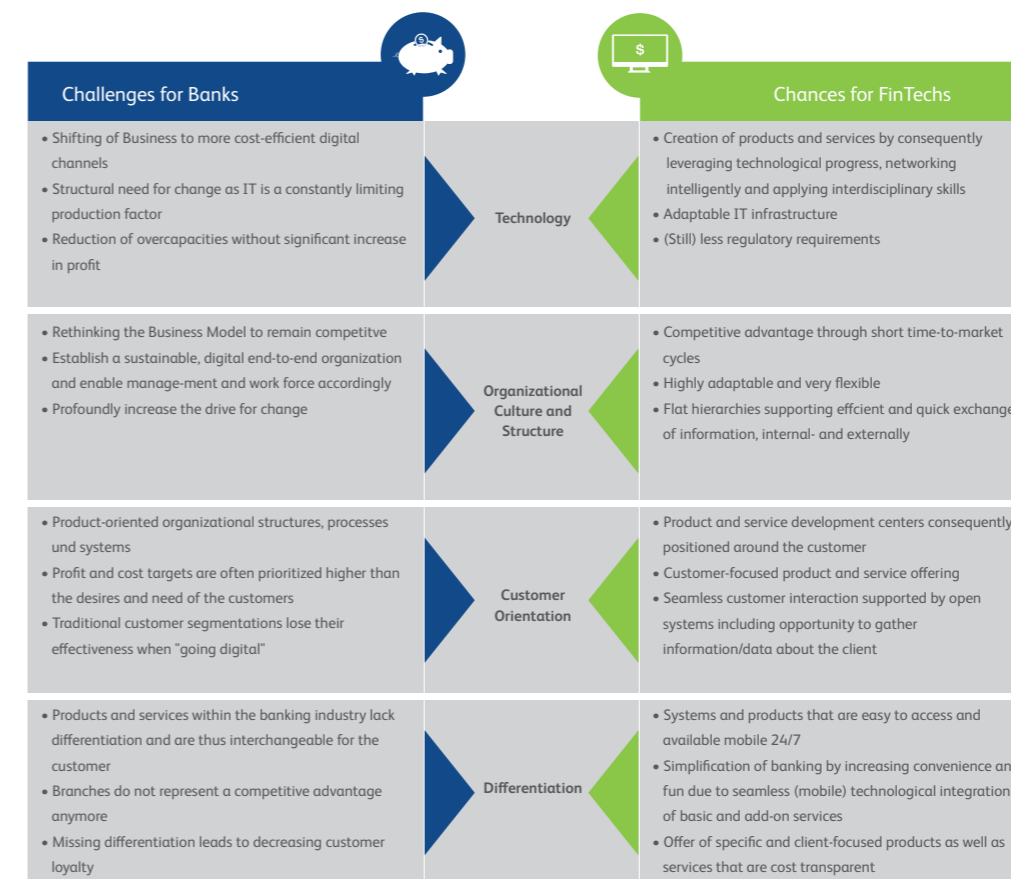 $
$
Challenges for Banks
Chances for FinTechs
• Shifting of Business to more cost-efficient digital
channels
• Structural need for change as IT is a constantly limiting
production factor
• Reduction of overcapacities without significant increase
in profit
Technology
• Creation of products and services by consequently
leveraging technological progress, networking
intelligently and applying interdisciplinary skills
• Adaptable IT infrastructure
• (Still) less regulatory requirements
• Rethinking the Business Model to remain competitve
• Establish a sustainable, digital end-to-end organization
and enable manage-ment and work force accordingly
• Profoundly increase the drive for change
Organizational
Culture and
Structure
• Competitive advantage through short time-to-market
cycles
• Highly adaptable and very flexible
• Flat hierarchies supporting effcient and quick exchange
of information, internal- and externally
• Product-oriented organizational structures, processes
und systems
• Profit and cost targets are often prioritized higher than
the desires and need of the customers
• Traditional customer segmentations lose their
effectiveness when "going digital"
Customer
Orientation
• Product and service development centers consequently
positioned around the customer
• Customer-focused product and service offering
• Seamless customer interaction supported by open
systems including opportunity to gather
information/data about the client
• Products and services within the banking industry lack
differentiation and are thus interchangeable for the
customer
• Branches do not represent a competitive advantage
anymore
• Missing differentiation leads to decreasing customer
loyalty
Differentiation
• Systems and products that are easy to access and
available mobile 24/7
• Simplification of banking by increasing convenience an
fun due to seamless (mobile) technological integration
of basic and add-on services
• Offer of specific and client-focused products as well as
services that are cost transparent